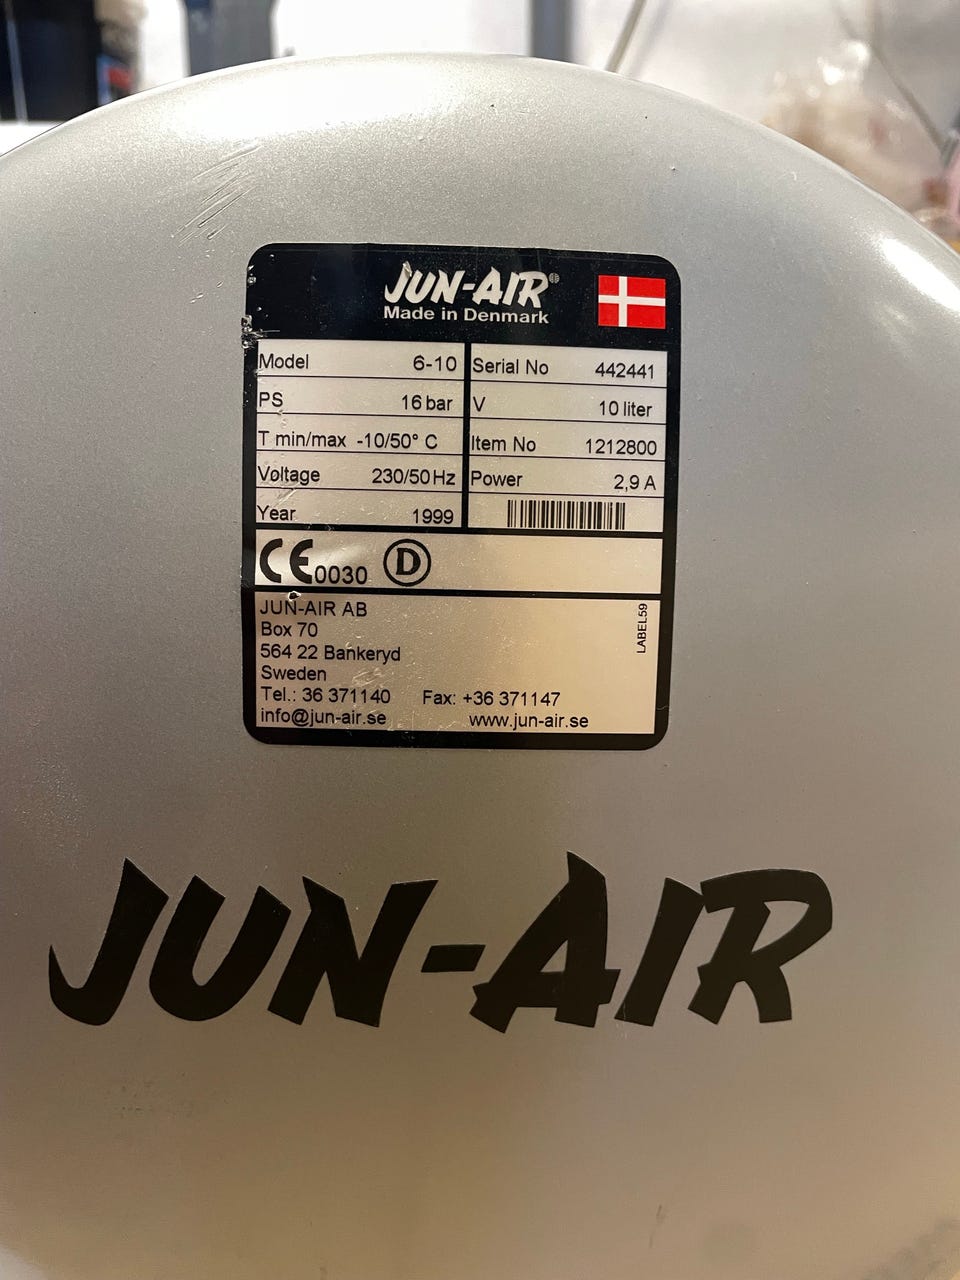 JUN-AIR®
Made in Denmark
Model 6-10 Serial No 442441
PS 16 bar V 10 liter
T min/max -10/50° C Item No 1212800
Voltage 230/50 Hz Power 2,9 A
Year 1999
CE 0030 D
JUN-AIR AB
Box 70
564 22 Bankeryd
Sweden
Tel.: 36 371140 Fax: +36 371147
info@jun-air.se www.jun-air.se
LABEL59
JUN-AIR